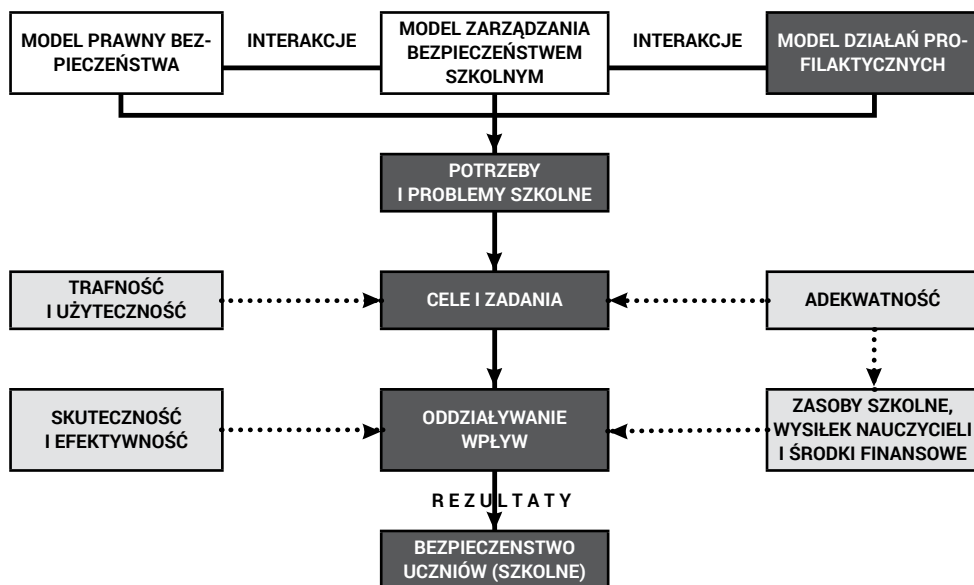 MODEL PRAWNY BEZ-
PIECZEŃSTWA
INTERAKCJE
MODEL ZARZĄDZANIA
BEZPIECZEŃSTWEM
SZKOLNYM
INTERAKCJE
MODEL DZIAŁAŃ PRO-
FILAKTYCZNYCH
POTRZEBY
I PROBLEMY SZKOLNE
TRAFNOŚĆ
I UŻYTECZNOŚĆ
CELE I ZADANIA
ADEKWATNOŚĆ
SKUTECZNOŚĆ
I EFEKTYWNOŚĆ
ODDZIAŁYWANIE
WPŁYW
ZASOBY SZKOLNE,
WYSIŁEK NAUCZYCIELI
I ŚRODKI FINANSOWE
REZULTATY
BEZPIECZENSTWO
UCZNIÓW (SZKOLNE)